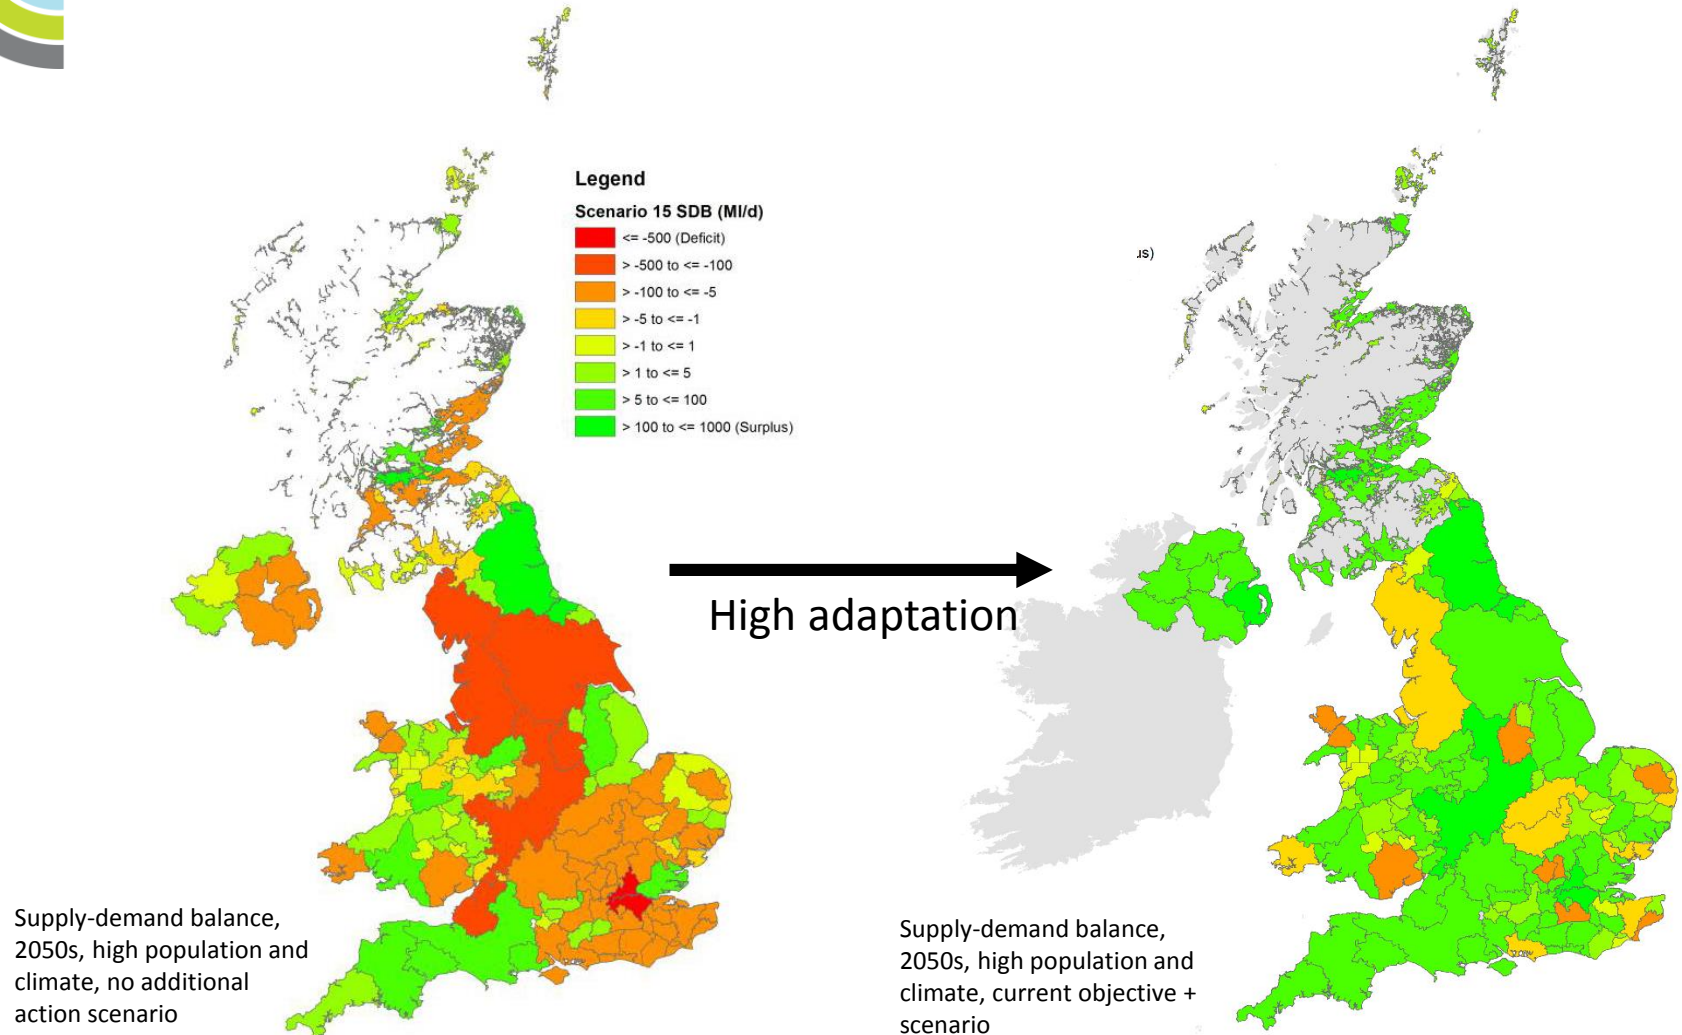 Legend
Scenario 15 SDB (Ml/d)
<= -500 (Deficit)
> -500 to <= -100
> -100 to <= -5
> -5 to <= -1
> -1 to <= 1
> 1 to <= 5
> 5 to <= 100
> 100 to <= 1000 (Surplus)
us)
High adaptation
Supply-demand balance,
2050s, high population and
climate, no additional
action scenario
Supply-demand balance,
2050s, high population and
climate, current objective +
scenario